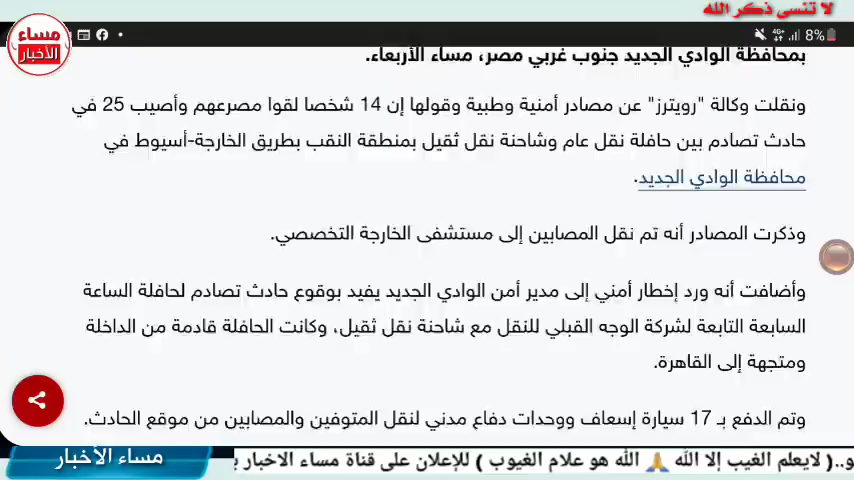 لا تنسى ذكر الله
مساء
الأخبار
4G+ 8%
بمحافظة الوادي الجديد جنوب غربي مصر، مساء الأربعاء.
ونقلت وكالة "رويترز" عن مصادر أمنية وطبية وقولها إن 14 شخصا لقوا مصرعهم وأصيب 25 في
حادث تصادم بين حافلة نقل عام وشاحنة نقل ثقيل بمنطقة النقب بطريق الخارجة-أسيوط في
محافظة الوادي الجديد.
وذكرت المصادر أنه تم نقل المصابين إلى مستشفى الخارجة التخصصي.
وأضافت أنه ورد إخطار أمني إلى مدير أمن الوادي الجديد يفيد بوقوع حادث تصادم لحافلة الساعة
السابعة التابعة لشركة الوجه القبلي للنقل مع شاحنة نقل ثقيل، وكانت الحافلة قادمة من الداخلة
ومتجهة إلى القاهرة.
وتم الدفع بـ 17 سيارة إسعاف ووحدات دفاع مدني لنقل المتوفين والمصابين من موقع الحادث.
و..( لايعلم الغيب إلا الله 🙏 الله هو علام الغيوب ) للإعلان على قناة مساء الاخبار
مساء الأخبار